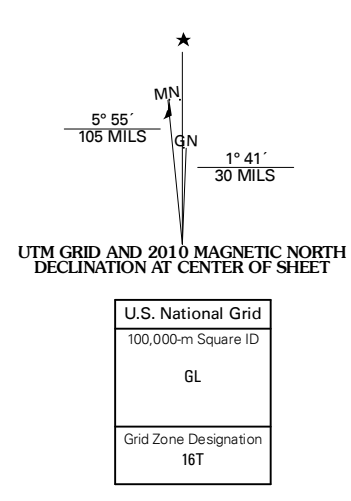 ★
MN
5° 55´
105 MILS
GN
1° 41´
30 MILS
UTM GRID AND 2010 MAGNETIC NORTH
DECLINATION AT CENTER OF SHEET
U.S. National Grid
100,000-m Square ID
GL
Grid Zone Designation
16T